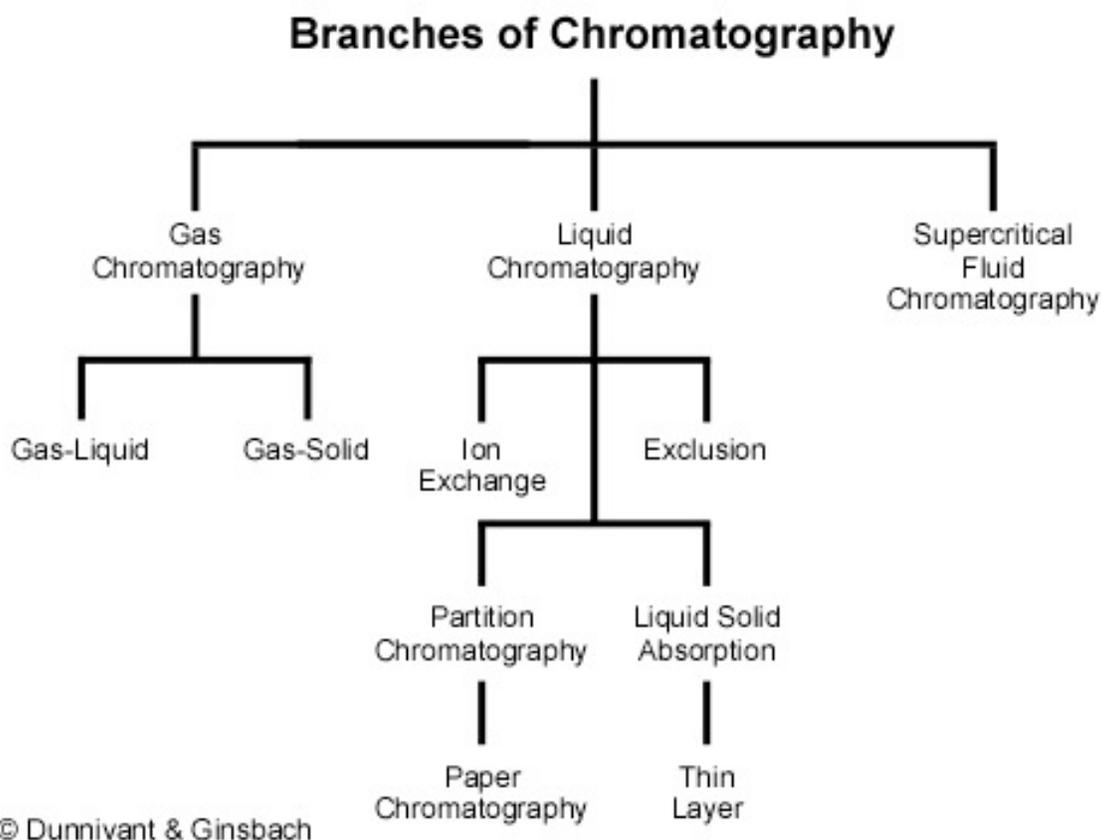 Branches of Chromatography
Gas
Chromatography
Liquid
Chromatography
Supercritical
Fluid
Chromatography
Gas-Liquid
Gas-Solid
Ion
Exchange
Exclusion
Partition
Chromatography
Liquid Solid
Absorption
Paper
Chromatography
Thin
Layer
© Dunnivant & Ginsbach